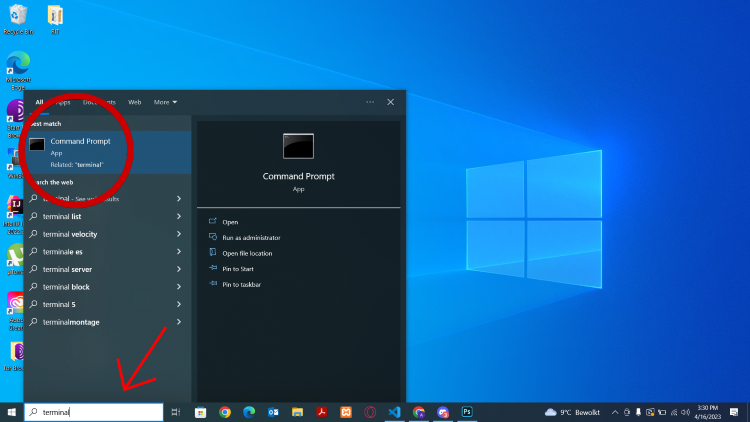 Recycle Bin
Microsoft
Edge
All
Apps
Documents
Web
More
Best match
Command Prompt
App
Related: "terminal"
Search the web
terminal - See web results
terminal list
terminal velocity
terminale es
terminal server
terminal block
terminal 5
terminalmontage
Command Prompt
App
Open
Run as administrator
Open file location
Pin to Start
Pin to taskbar
terminal
9°C Bewolkt
3:30 PM
4/16/2023